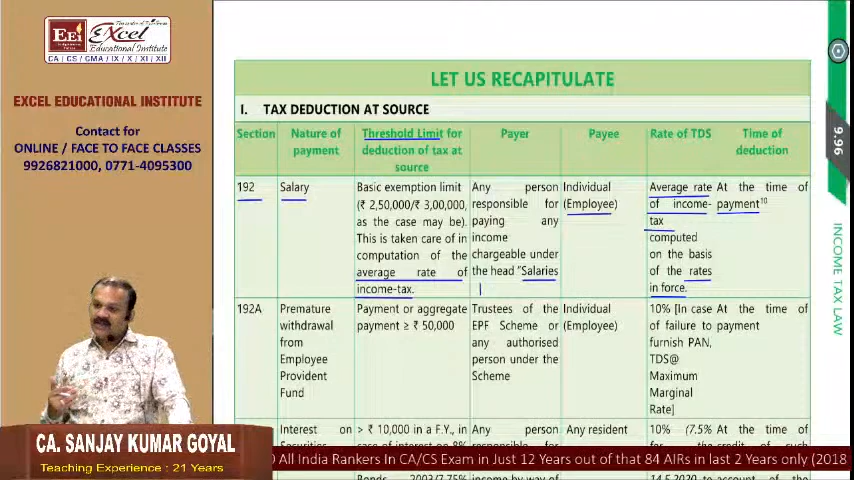 EEi
Excel
Educational Institute
CA / CS / CMA / IX / X / XI / XII
EXCEL EDUCATIONAL INSTITUTE
Contact for
ONLINE / FACE TO FACE CLASSES
9926821000, 0771-4095300
LET US RECAPITULATE
I. TAX DEDUCTION AT SOURCE
Section Nature of payment Threshold Limit for deduction of tax at source Payer Payee Rate of TDS Time of deduction
192
Salary
Basic exemption limit
(₹ 2,50,000/₹ 3,00,000,
as the case may be).
This is taken care of in
computation of the
average rate of
income-tax.
Any person
responsible for
paying any
income
chargeable under
the head "Salaries
Individual
(Employee)
Average rate
of income-
tax
computed
on the basis
of the rates
in force.
At the time of
payment10
192A
Premature
withdrawal
from
Employee
Provident
Fund
Payment or aggregate
payment ≥ ₹ 50,000
Trustees of the
EPF Scheme or
any authorised
person under the
Scheme
Individual
(Employee)
10% [In case
of failure to
furnish PAN,
TDS@
Maximum
Marginal
Rate]
At the time of
payment
Interest on
> ₹ 10,000 in a F.Y., in
Any person
Any resident
10% (7.5%
At the time of
9.96
INCOME TAX LAW
CA. SANJAY KUMAR GOYAL
Teaching Experience : 21 Years
All India Rankers In CA/CS Exam in Just 12 Years out of that 84 AIRs in last 2 Years only (2018